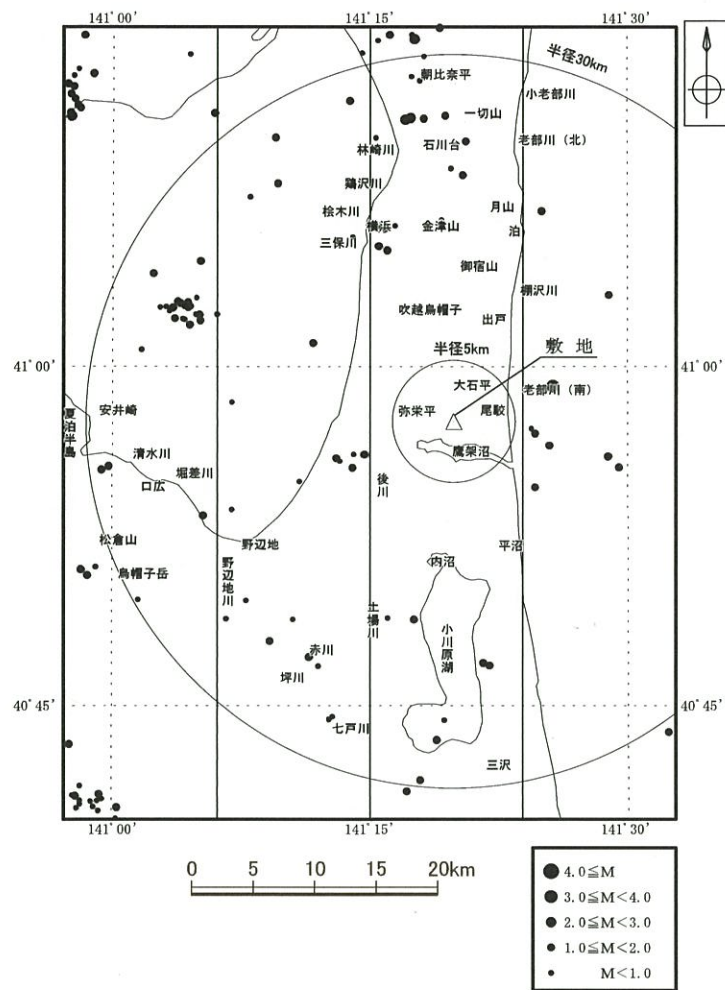 141°00′
141°15′
141°30′
半径30km
朝比奈平
小老部川
一切山
老部川（北）
石川台
林崎川
鶏沢川
桧木川
月山
横浜
金津山
泊
三保川
御宿山
棚沢川
吹越烏帽子
出戸
半径5km
敷地
41°00′
41°00′
大石平
老部川（南）
安井崎
弥栄平
尾駮
夏泊半島
清水川
鷹架沼
堀差川
口広
後川
松倉山
野辺地
平沼
内沼
烏帽子岳
野辺地川
土場川
小川原湖
赤川
坪川
40°45′
40°45′
七戸川
三沢
141°00′
141°15′
141°30′
0 5 10 15 20km
4.0≦M
3.0≦M<4.0
2.0≦M<3.0
1.0≦M<2.0
M<1.0